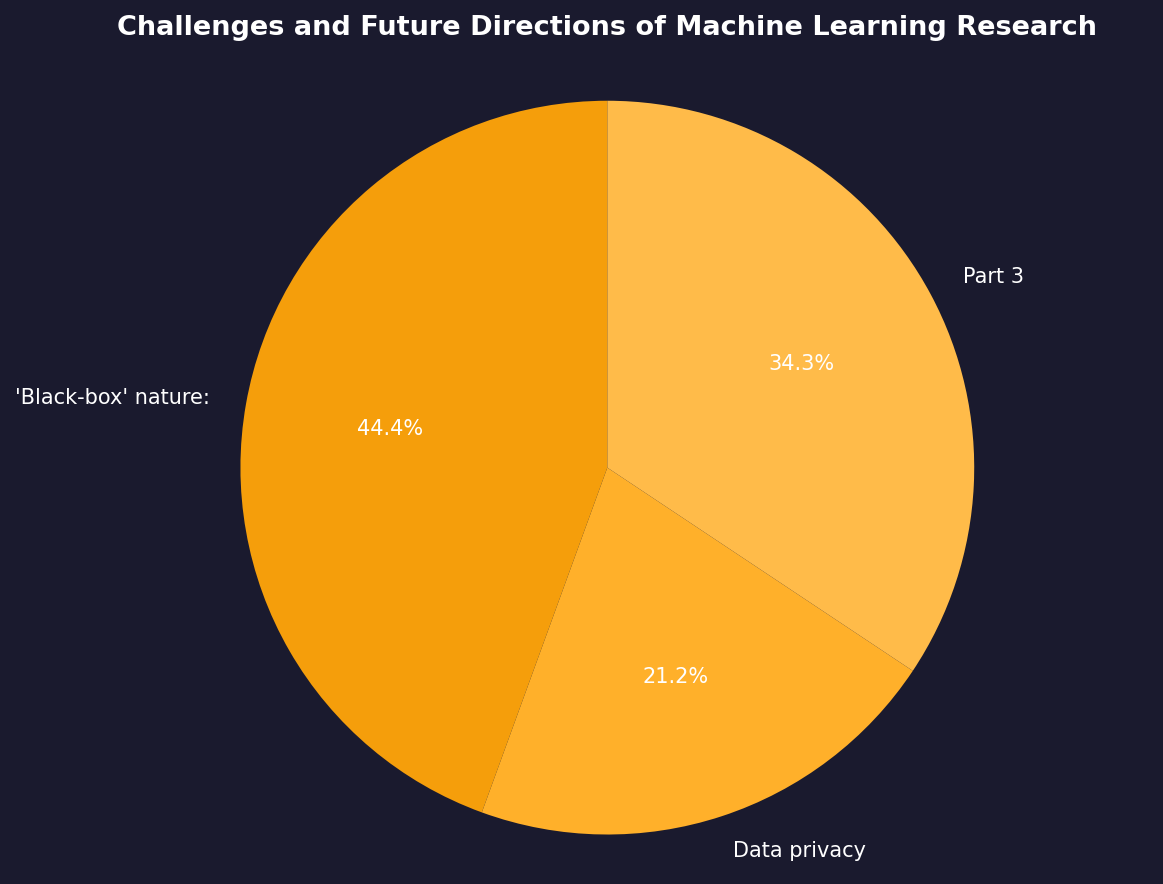 Challenges and Future Directions of Machine Learning Research
Part 3
34.3%
'Black-box' nature:
44.4%
21.2%
Data privacy